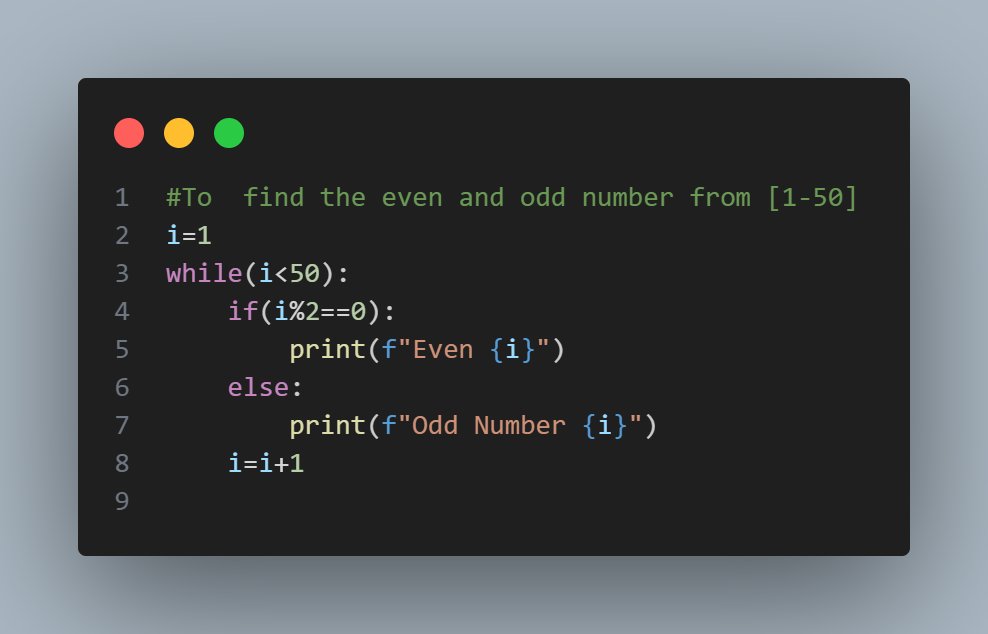 1 #To  find the even and odd number from [1-50]
2 i=1
3 while(i<50):
4     if(i%2==0):
5         print(f"Even {i}")
6     else:
7         print(f"Odd Number {i}")
8     i=i+1
9